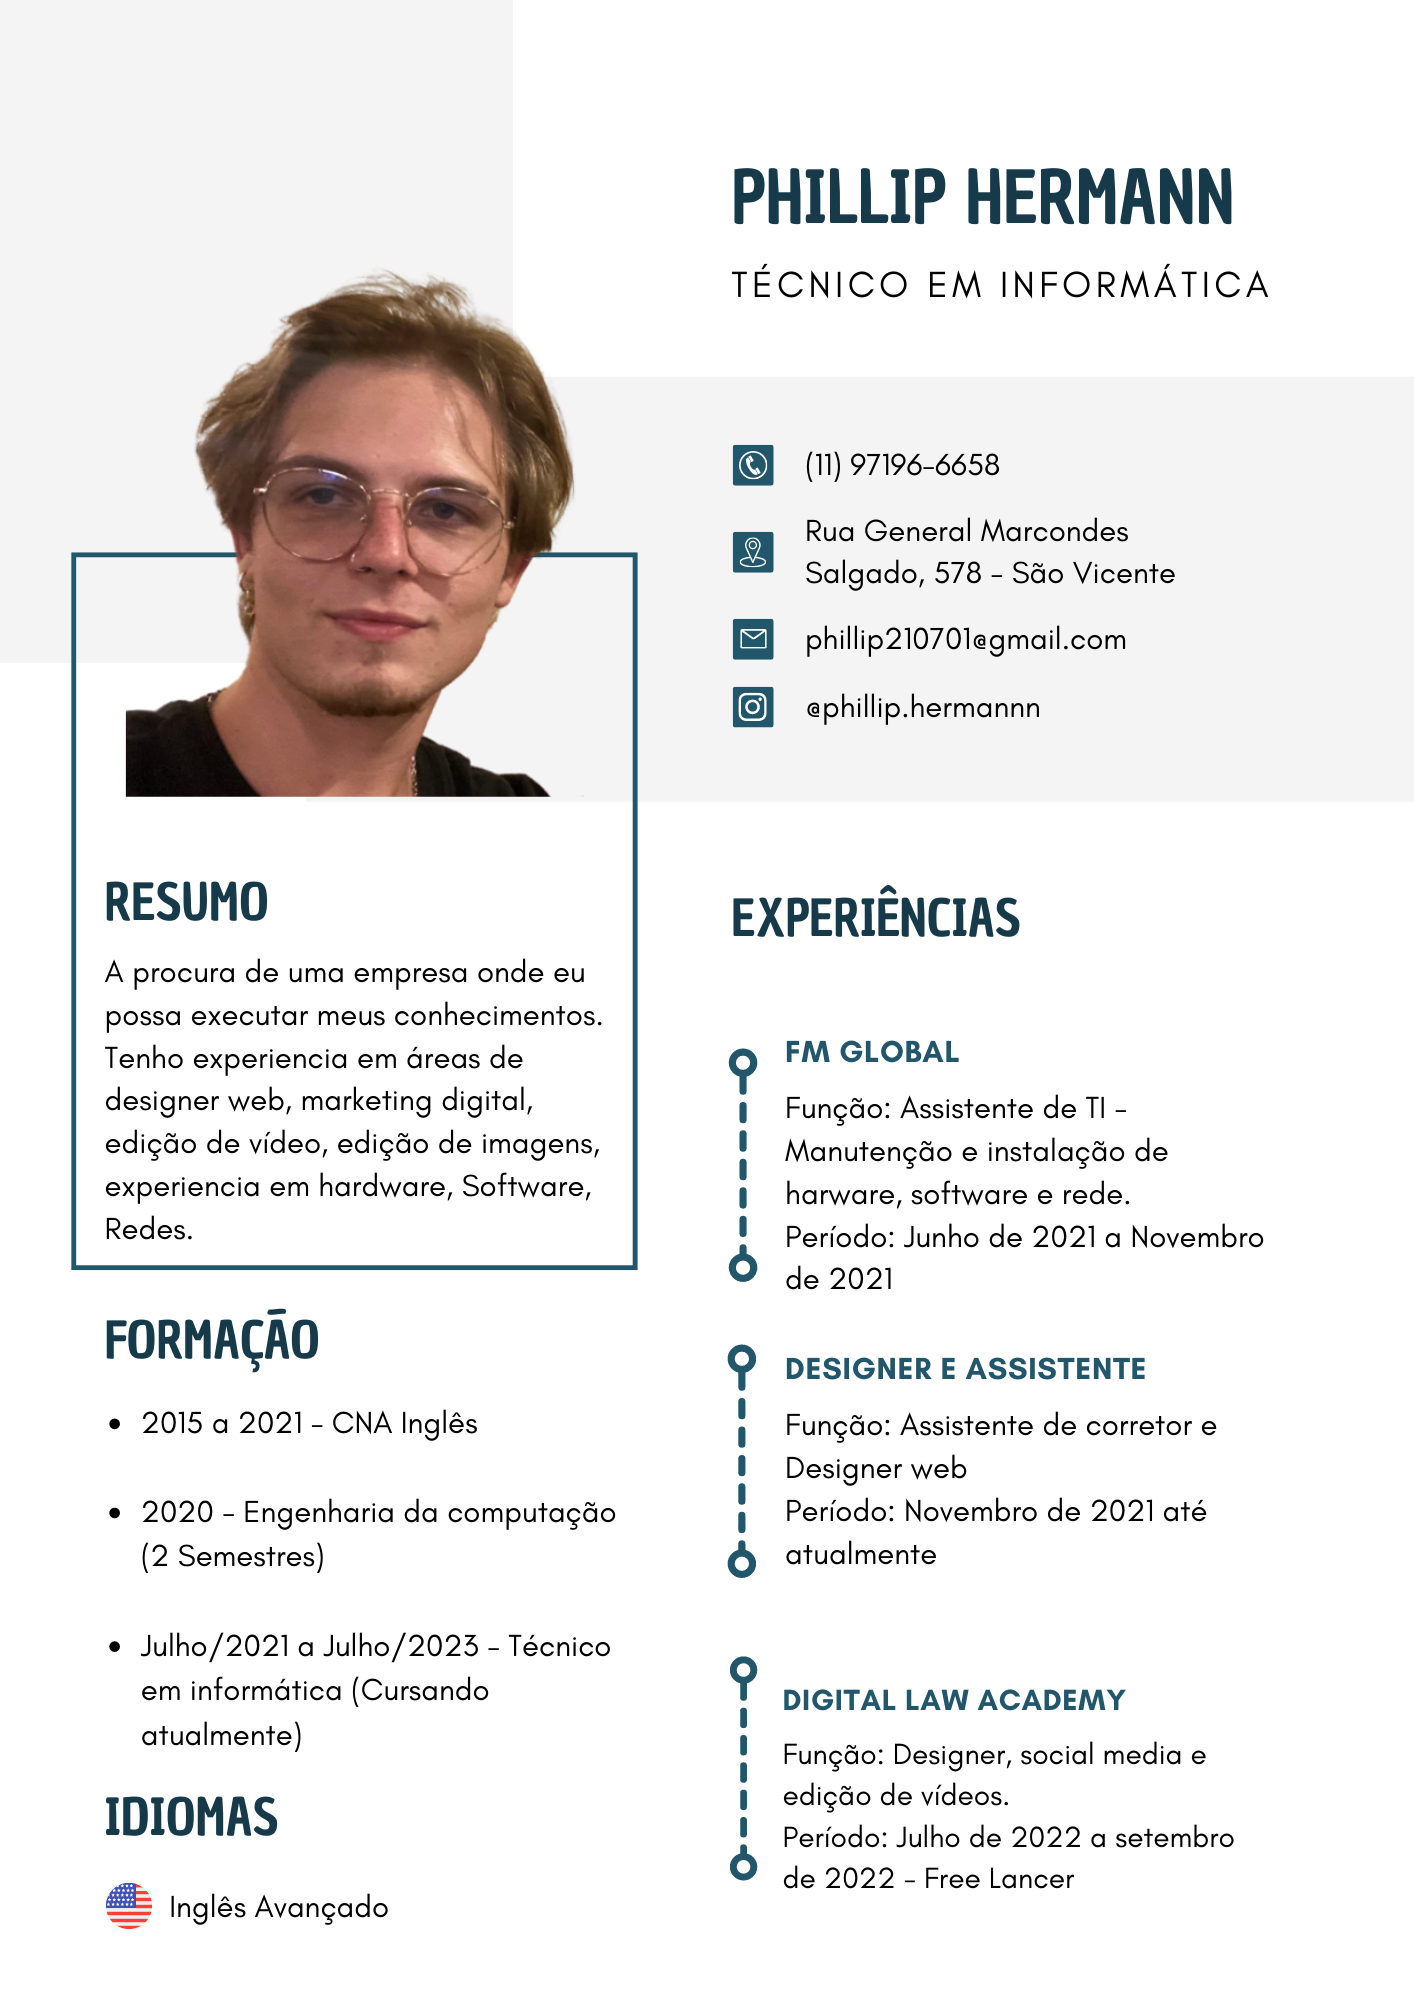 PHILLIP HERMANN
TÉCNICO EM INFORMÁTICA
(11) 97196-6658
Rua General Marcondes
Salgado, 578 - São Vicente
phillip210701@gmail.com
@phillip.hermannn
RESUMO
A procura de uma empresa onde eu
possa executar meus conhecimentos.
Tenho experiencia em áreas de
designer web, marketing digital,
edição de vídeo, edição de imagens,
experiencia em hardware, Software,
Redes.
FORMAÇÃO
• 2015 a 2021 - CNA Inglês
• 2020 - Engenharia da computação
(2 Semestres)
• Julho/2021 a Julho/2023 - Técnico
em informática (Cursando
atualmente)
IDIOMAS
Inglês Avançado
EXPERIÊNCIAS
FM GLOBAL
Função: Assistente de TI -
Manutenção e instalação de
harware, software e rede.
Período: Junho de 2021 a Novembro
de 2021
DESIGNER E ASSISTENTE
Função: Assistente de corretor e
Designer web
Período: Novembro de 2021 até
atualmente
DIGITAL LAW ACADEMY
Função: Designer, social media e
edição de vídeos.
Período: Julho de 2022 a setembro
de 2022 - Free Lancer